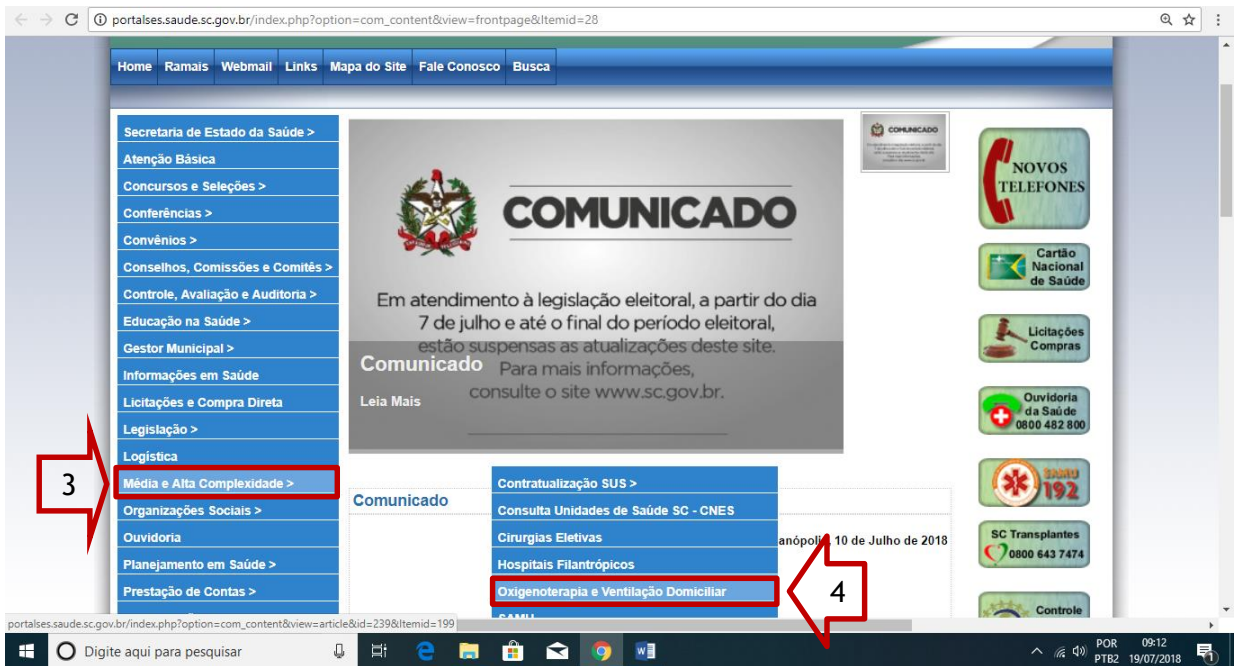 portalses.saude.sc.gov.br/index.php?option=com_content&view=frontpage&Itemid=28
Home Ramais Webmail Links Mapa do Site Fale Conosco Busca
Secretaria de Estado da Saúde >
Atenção Básica
Concursos e Seleções >
Conferências >
Convênios >
Conselhos, Comissões e Comitês >
Controle, Avaliação e Auditoria >
Educação na Saúde >
Gestor Municipal >
Informações em Saúde
Licitações e Compra Direta
Legislação >
Logística
3
Média e Alta Complexidade >
Organizações Sociais >
Ouvidoria
Planejamento em Saúde >
Prestação de Contas >
COMUNICADO
Em atendimento à legislação eleitoral, a partir do dia
7 de julho e até o final do período eleitoral,
estão suspensas as atualizações deste site.
Para mais informações,
consulte o site www.sc.gov.br.
Comunicado
Leia Mais
COMUNICADO
Comunicado
anópolis, 10 de Julho de 2018
Contratualização SUS >
Consulta Unidades de Saúde SC - CNES
Cirurgias Eletivas
Hospitais Filantrópicos
Oxigenoterapia e Ventilação Domiciliar
4
SAMU
NOVOS
TELEFONES
Cartão
Nacional
de Saúde
Licitações
Compras
Ouvidoria
da Saúde
0800 482 800
SAMU
192
SC Transplantes
0800 643 7474
Controle
portalses.saude.sc.gov.br/index.php?option=com_content&view=article&id=239&Itemid=199
Digite aqui para pesquisar
POR
PTB2
09:12
19/07/2018
1